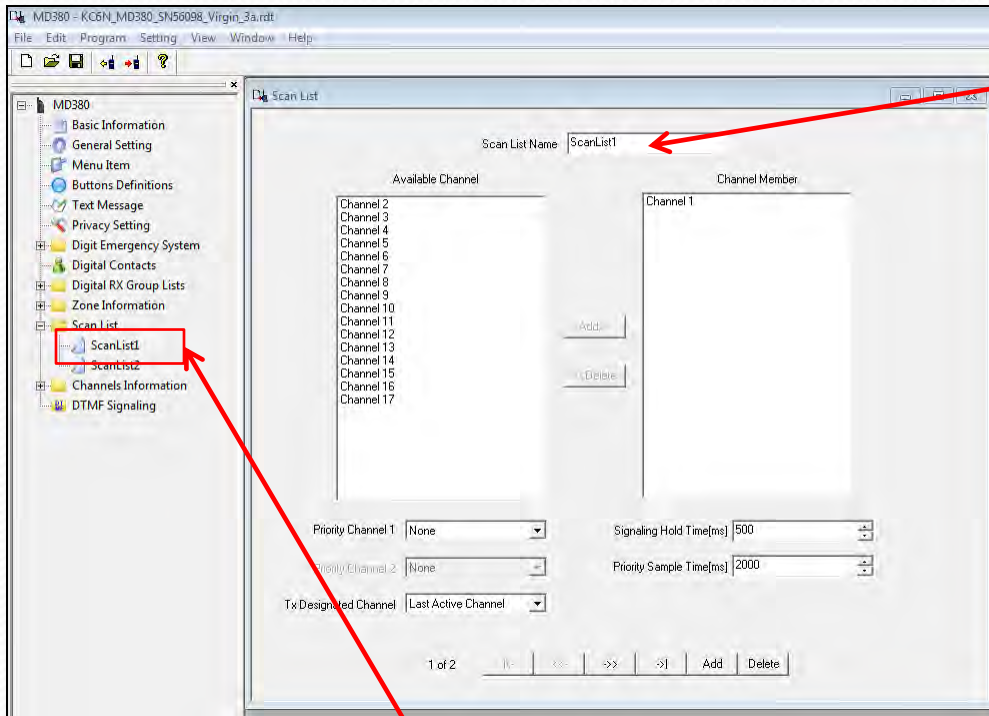 MD380 - KC6N_MD380_SN56098_Virgin_3a.rdt
File Edit Program Setting View Window Help
MD380
Basic Information
General Setting
Menu Item
Buttons Definitions
Text Message
Privacy Setting
Digit Emergency System
Digital Contacts
Digital RX Group Lists
Zone Information
Scan List
ScanList1
ScanList2
Channels Information
DTMF Signaling
Scan List
Scan List Name ScanList1
Available Channel
Channel 2
Channel 3
Channel 4
Channel 5
Channel 6
Channel 7
Channel 8
Channel 9
Channel 10
Channel 11
Channel 12
Channel 13
Channel 14
Channel 15
Channel 16
Channel 17
Add
Delete
Channel Member
Channel 1
Priority Channel 1 None
Priority Channel 2 None
Tx Designated Channel Last Active Channel
Signaling Hold Time[ms] 500
Priority Sample Time[ms] 2000
1 of 2 |<- <<- ->> ->| Add Delete